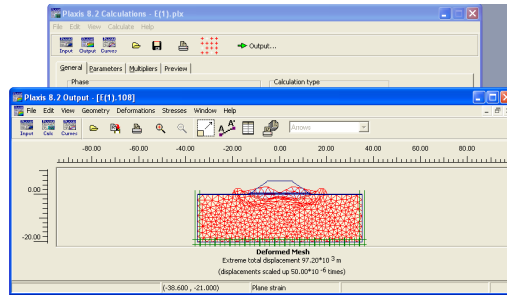 Plaxis 8.2 Calculations - [(1).plx
File Edit View Calculate Help
Input Output Curves Output...
General Parameters Multipliers Preview
Phase Calculation type
Plaxis 8.2 Output - [[(1).108]
File Edit View Geometry Deformations Stresses Window Help
Input Calc Curves Arrows
-80.00 -60.00 -40.00 -20.00 0.00 20.00 40.00 60.00 80.00
0.00
-20.00
Deformed Mesh
Extreme total displacement 97.20*10 3 m
(displacements scaled up 50.00*10 -6 times)
(-38.600 , -21.000) Plane strain